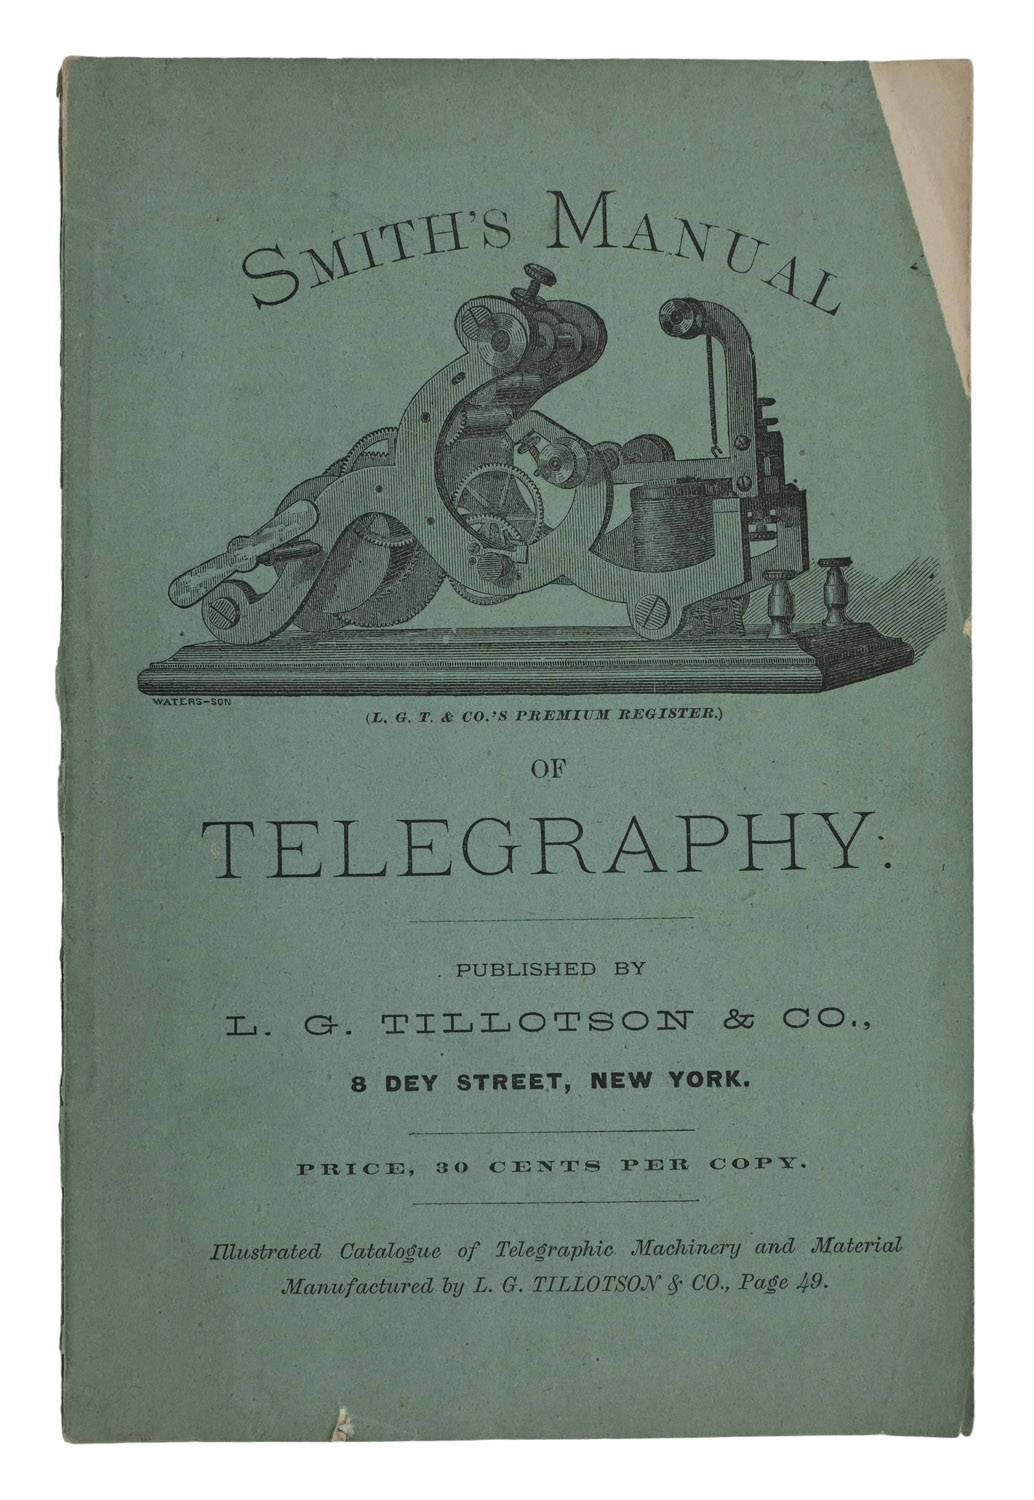 SMITH'S MANUAL
WATERS-SON
(L. G. T. & CO.'S PREMIUM REGISTER.)
OF
TELEGRAPHY:
PUBLISHED BY
L. G. TILLOTSON & CO.,
8 DEY STREET, NEW YORK.
PRICE, 30 CENTS PER COPY.
Illustrated Catalogue of Telegraphic Machinery and Material
Manufactured by L. G. TILLOTSON & CO., Page 49.